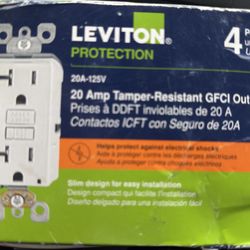 LEVITON
PROTECTION
4
20A-125V
20 Amp Tamper-Resistant GFCI
Prises à DDFT inviolables de 20 A
Contactos ICFT con Seguro de 20A
Helps protect against electrical shocks
Aide à protéger contre les décharges électriques
Ayuda a proteger contra choques eléctricos
Slim design for easy installation
Design compact qui facilite l'installation
Diseño delgado para una instalación fácil